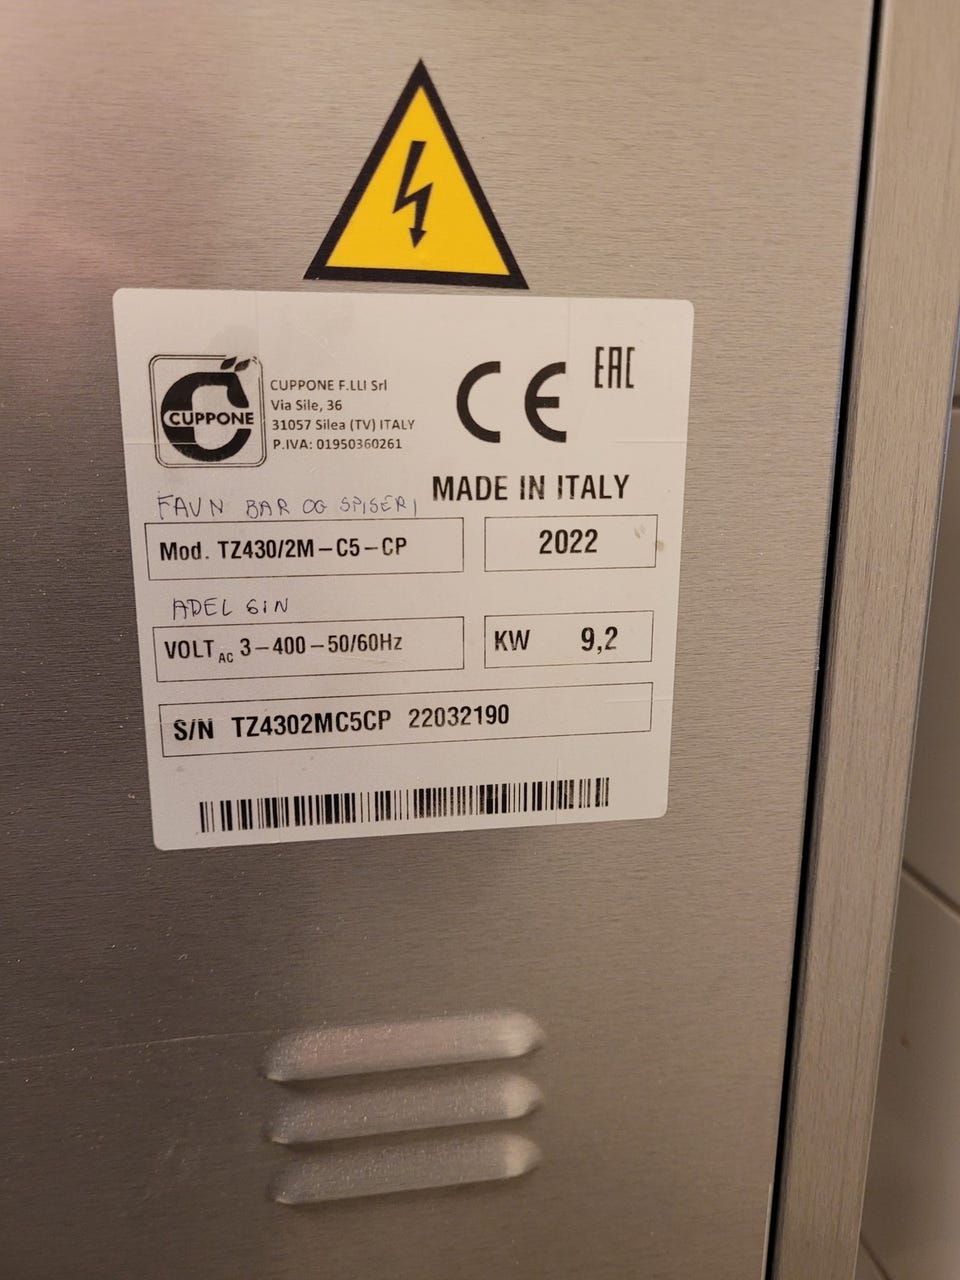 CUPPONE
CUPPONE F.LLI Srl
Via Sile, 36
31057 Silea (TV) ITALY
P.IVA: 01950360261
CE
EAC
MADE IN ITALY
FAVN BAR OG SPISERI
Mod. TZ430/2M-C5-CP
2022
ADEL GIN
VOLT AC 3-400-50/60Hz
KW 9,2
S/N TZ4302MC5CP 22032190